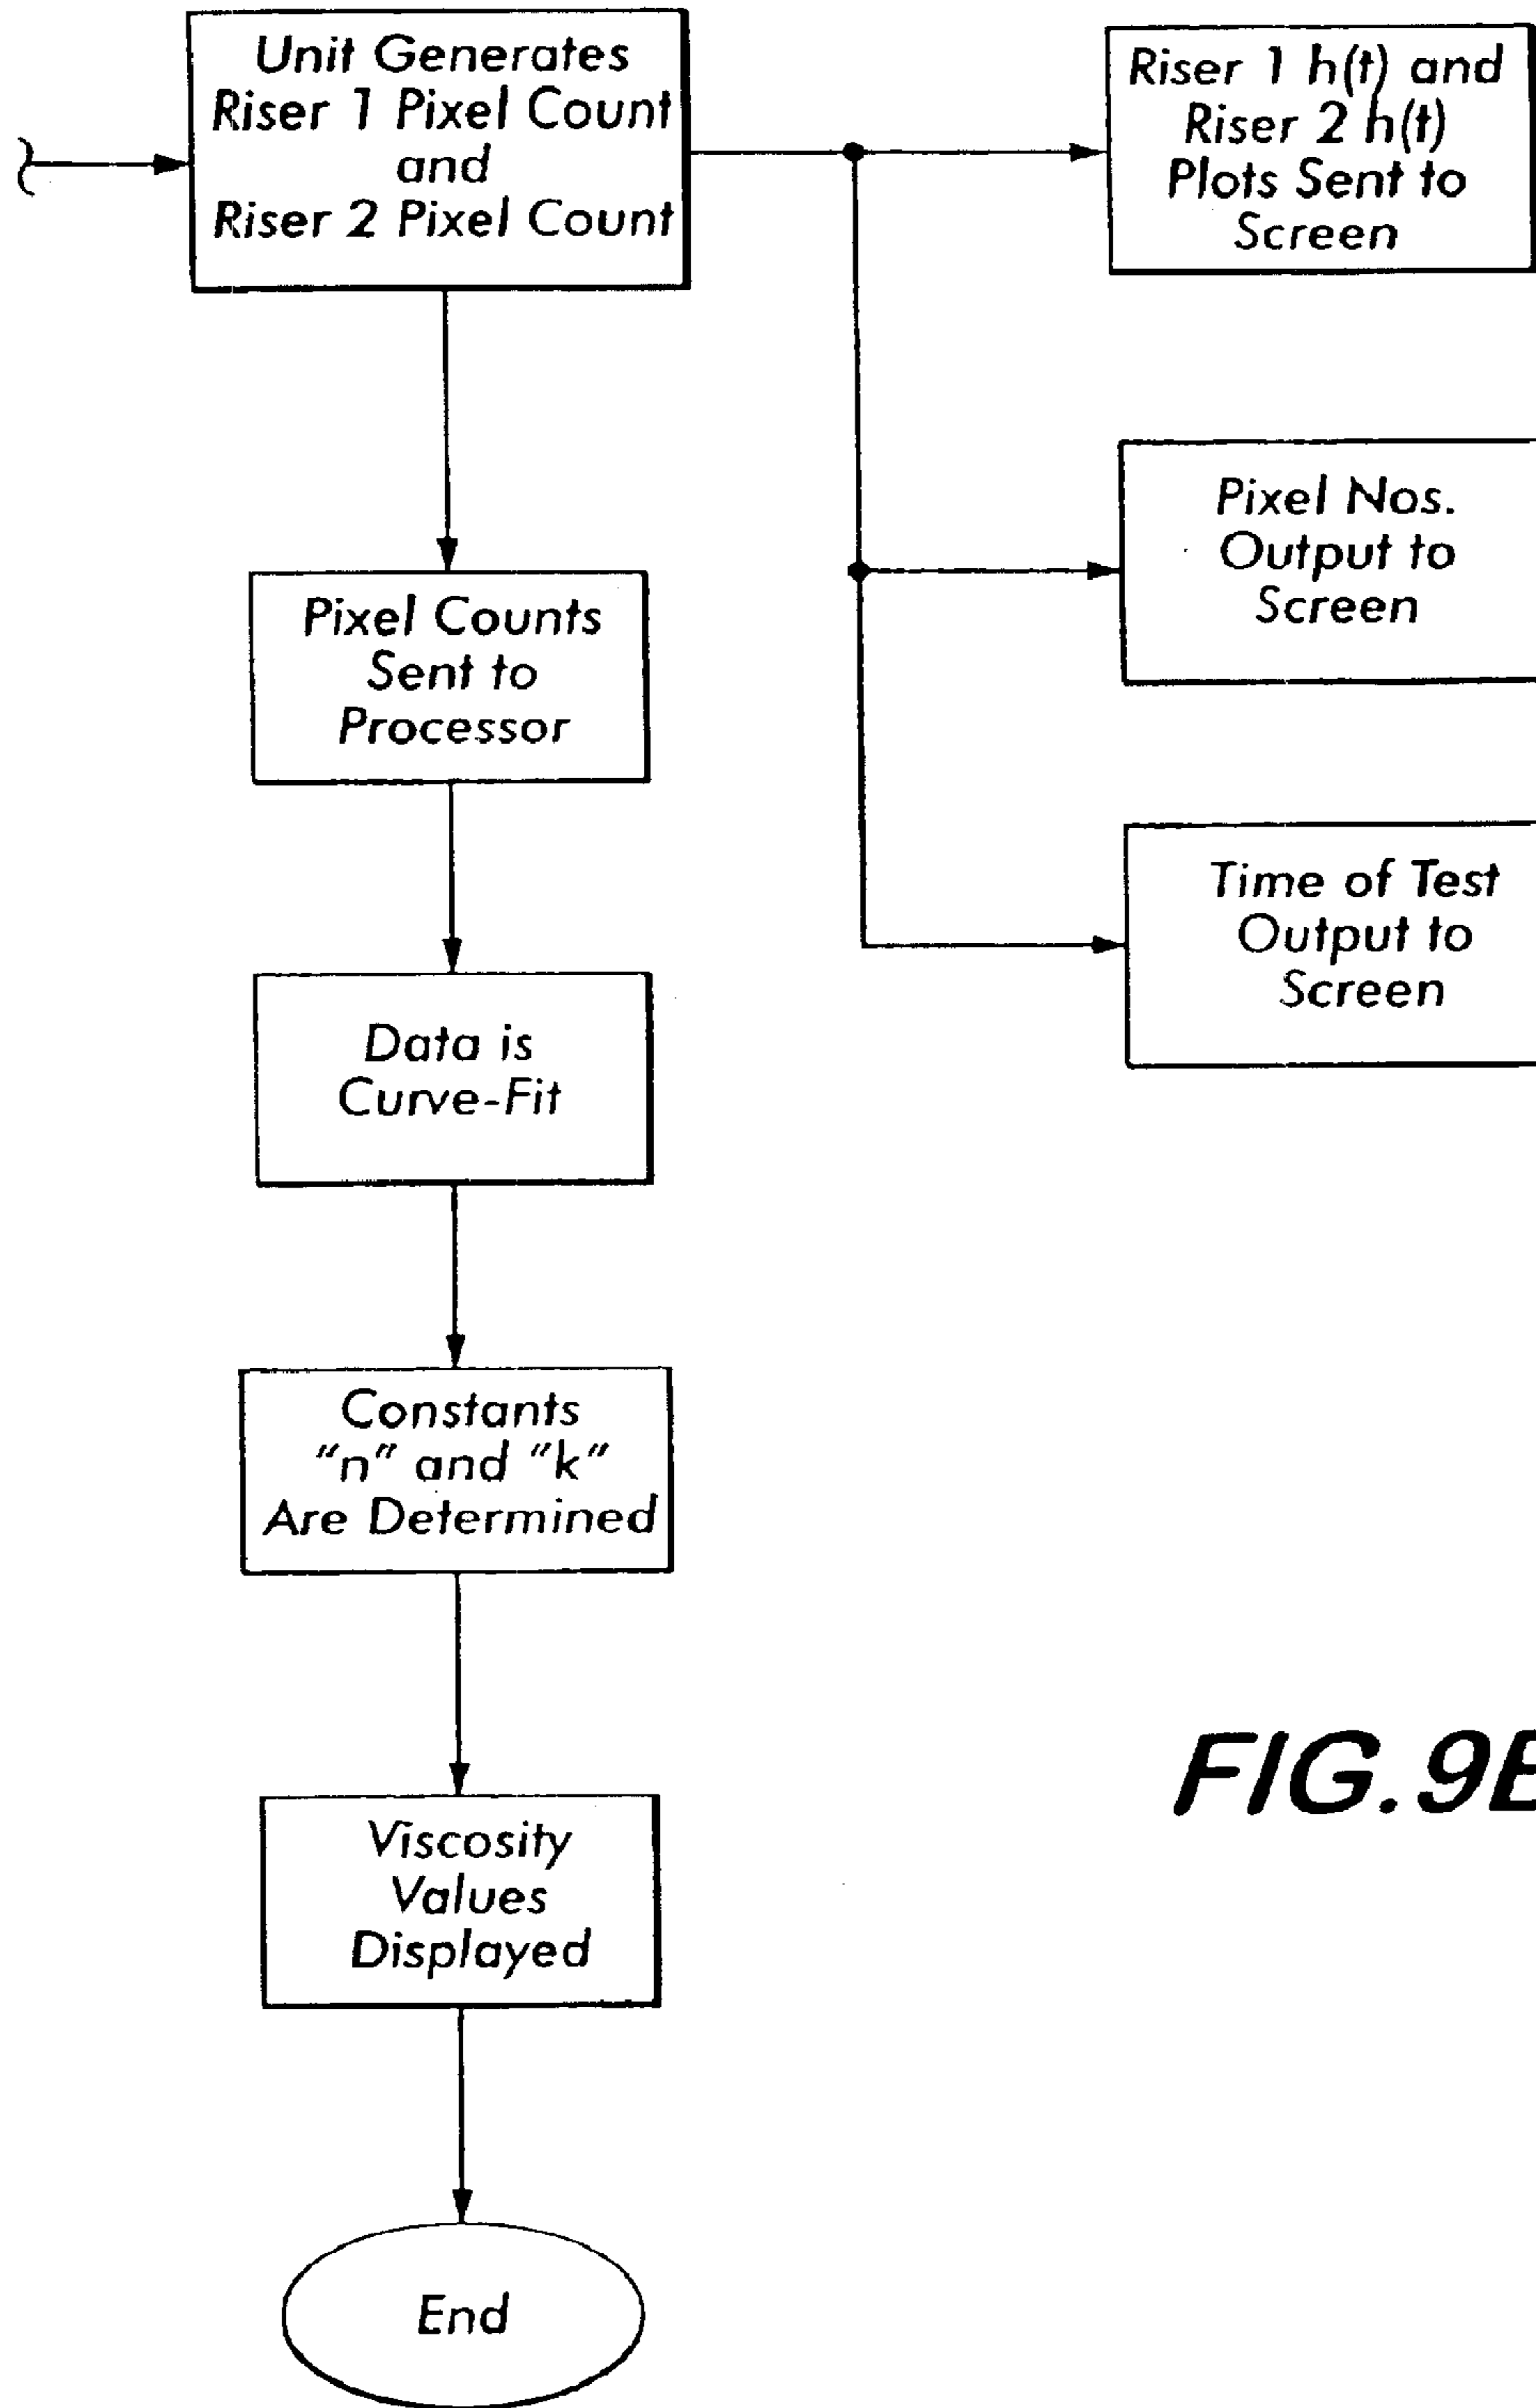 Unit Generates
Riser 1 Pixel Count
and
Riser 2 Pixel Count
Riser 1 h(t) and
Riser 2 h(t)
Plots Sent to
Screen
Pixel Nos.
Output to
Screen
Pixel Counts
Sent to
Processor
Time of Test
Output to
Screen
Data is
Curve-Fit
Constants
"n" and "k"
Are Determined
Viscosity
Values
Displayed
End
FIG.9B